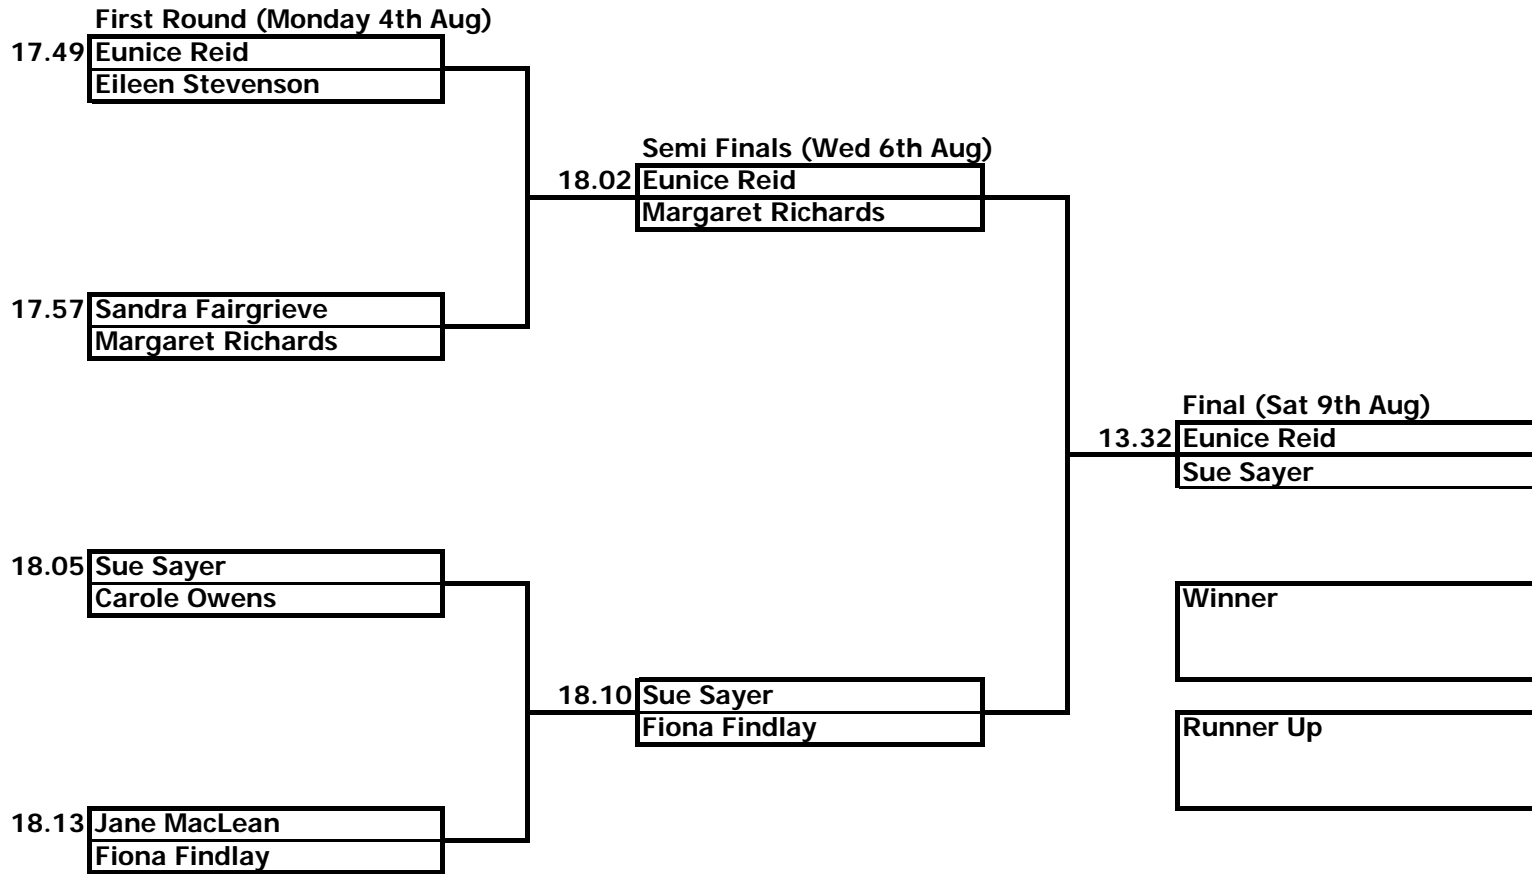 First Round (Monday 4th Aug)
17.49 Eunice Reid
Eileen Stevenson
Semi Finals (Wed 6th Aug)
18.02 Eunice Reid
Margaret Richards
17.57 Sandra Fairgrieve
Margaret Richards
Final (Sat 9th Aug)
13.32 Eunice Reid
Sue Sayer
18.05 Sue Sayer
Carole Owens
Winner
18.10 Sue Sayer
Fiona Findlay
Runner Up
18.13 Jane MacLean
Fiona Findlay